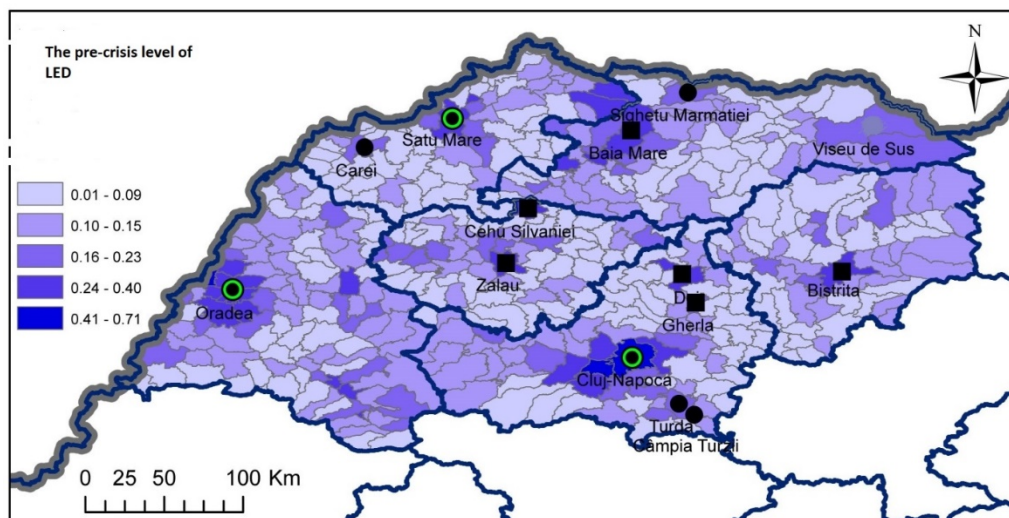 The pre-crisis level of
LED
N
Sighetu Marmatiei
Satu Mare
Baia Mare
Viseu de Sus
Carei
0.01 - 0.09
0.10 - 0.15
0.16 - 0.23
0.24 - 0.40
0.41 - 0.71
Cehu Silvaniei
Zalau
Bistrita
Oradea
Gherla
Cluj-Napoca
Turda
Câmpia Turzii
0 25 50 100 Km